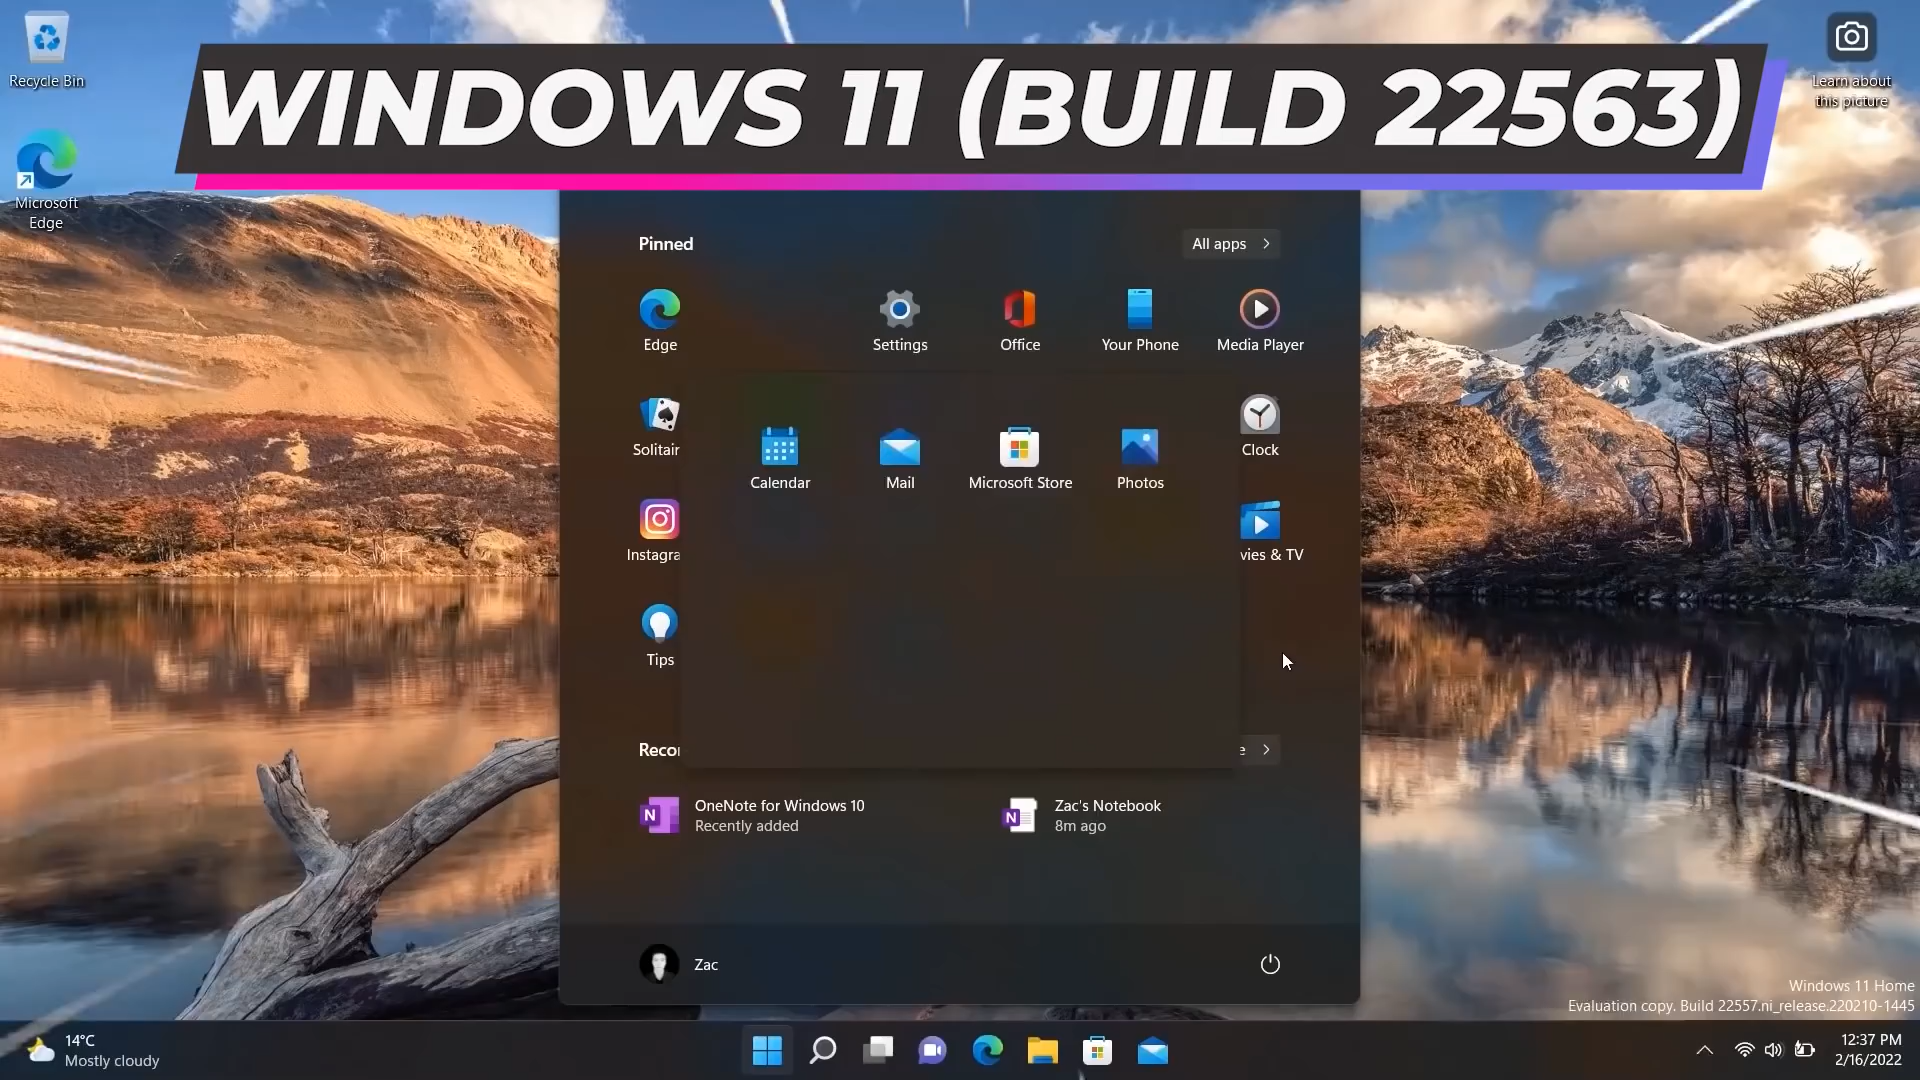 WINDOWS 11 (BUILD 22563)
Recycle Bin
Learn about
this picture
Microsoft
Edge
Pinned
All apps
Edge
Settings
Office
Your Phone
Media Player
Solitair
Clock
Calendar
Mail
Microsoft Store
Photos
Instagra
vies & TV
Tips
Recor
e
OneNote for Windows 10
Recently added
Zac's Notebook
8m ago
Zac
Windows 11 Home
Evaluation copy. Build 22557.ni_release.220210-1445
14°C
Mostly cloudy
12:37 PM
2/16/2022